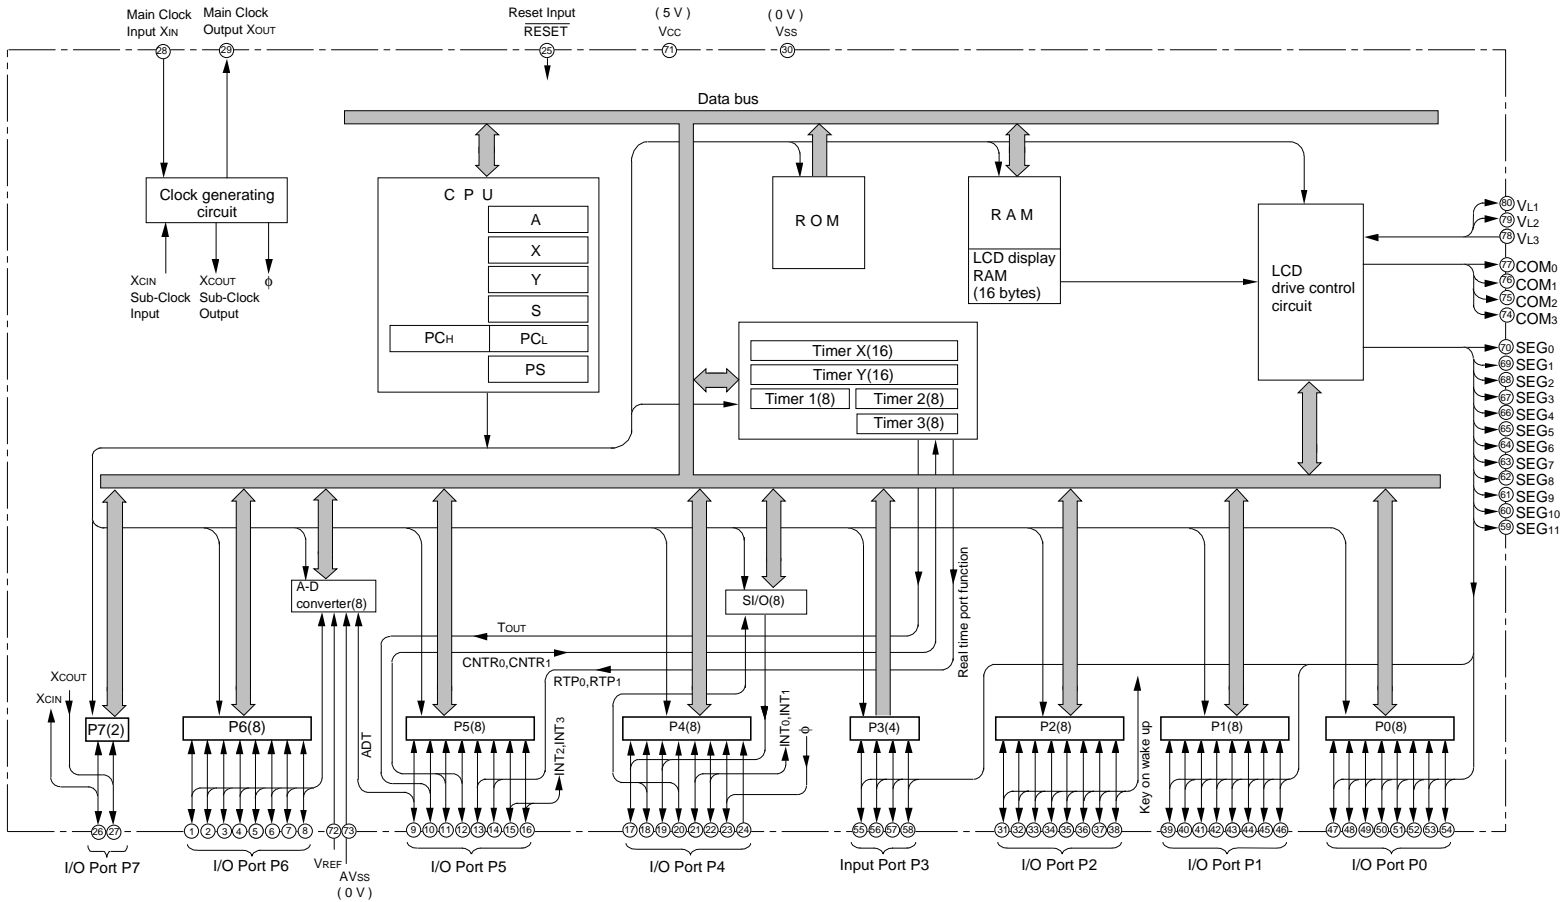 Main Clock
Input XIN
Main Clock
Output XOUT
Reset Input
RESET
( 5 V )
VCC
( 0 V )
VSS
28
29
25
71
30
Data bus
Clock generating
circuit
XCIN
Sub-Clock
Input
XCOUT
Sub-Clock
Output
ϕ
C P U
A
X
Y
S
PCH
PCL
PS
R O M
R A M
LCD display
RAM
(16 bytes)
LCD
drive control
circuit
Timer X(16)
Timer Y(16)
Timer 1(8)
Timer 2(8)
Timer 3(8)
80 VL1
79 VL2
78 VL3
77 COM0
76 COM1
75 COM2
74 COM3
70 SEG0
69 SEG1
68 SEG2
67 SEG3
66 SEG4
65 SEG5
64 SEG6
63 SEG7
62 SEG8
61 SEG9
60 SEG10
59 SEG11
A-D
converter(8)
SI/O(8)
TOUT
CNTR0,CNTR1
RTP0,RTP1
Real time port function
XCOUT
XCIN
P7(2)
P6(8)
ADT
P5(8)
INT2,INT3
P4(8)
INT0,INT1
ϕ
P3(4)
P2(8)
Key on wake up
P1(8)
P0(8)
26 27
1 2 3 4 5 6 7 8
72 73
9 10 11 12 13 14 15 16
17 18 19 20 21 22 23 24
55 56 57 58
31 32 33 34 35 36 37 38
39 40 41 42 43 44 45 46
47 48 49 50 51 52 53 54
I/O Port P7
I/O Port P6
VREF
AVSS
( 0 V )
I/O Port P5
I/O Port P4
Input Port P3
I/O Port P2
I/O Port P1
I/O Port P0